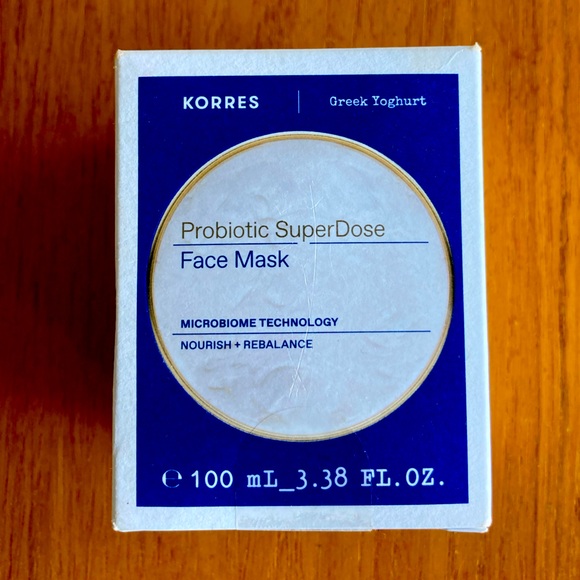 KORRES | Greek Yoghurt
Probiotic SuperDose
Face Mask
MICROBIOME TECHNOLOGY
NOURISH + REBALANCE
℮ 100 mL_3.38 FL.OZ.